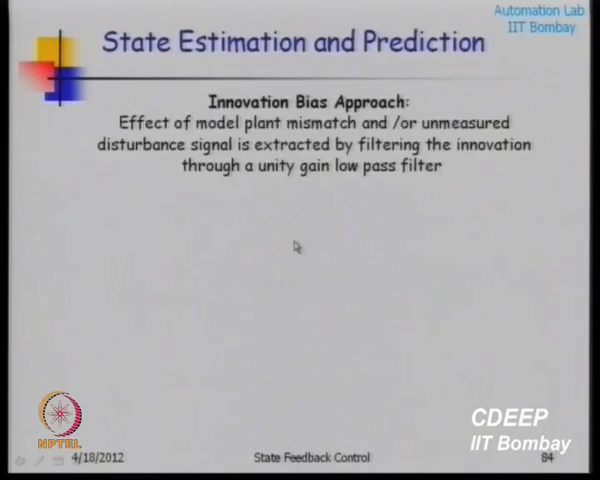 Automation Lab
IIT Bombay
State Estimation and Prediction
Innovation Bias Approach:
Effect of model plant mismatch and /or unmeasured
disturbance signal is extracted by filtering the innovation
through a unity gain low pass filter
NPTEL
CDEEP
IIT Bombay
4/18/2012
State Feedback Control
84